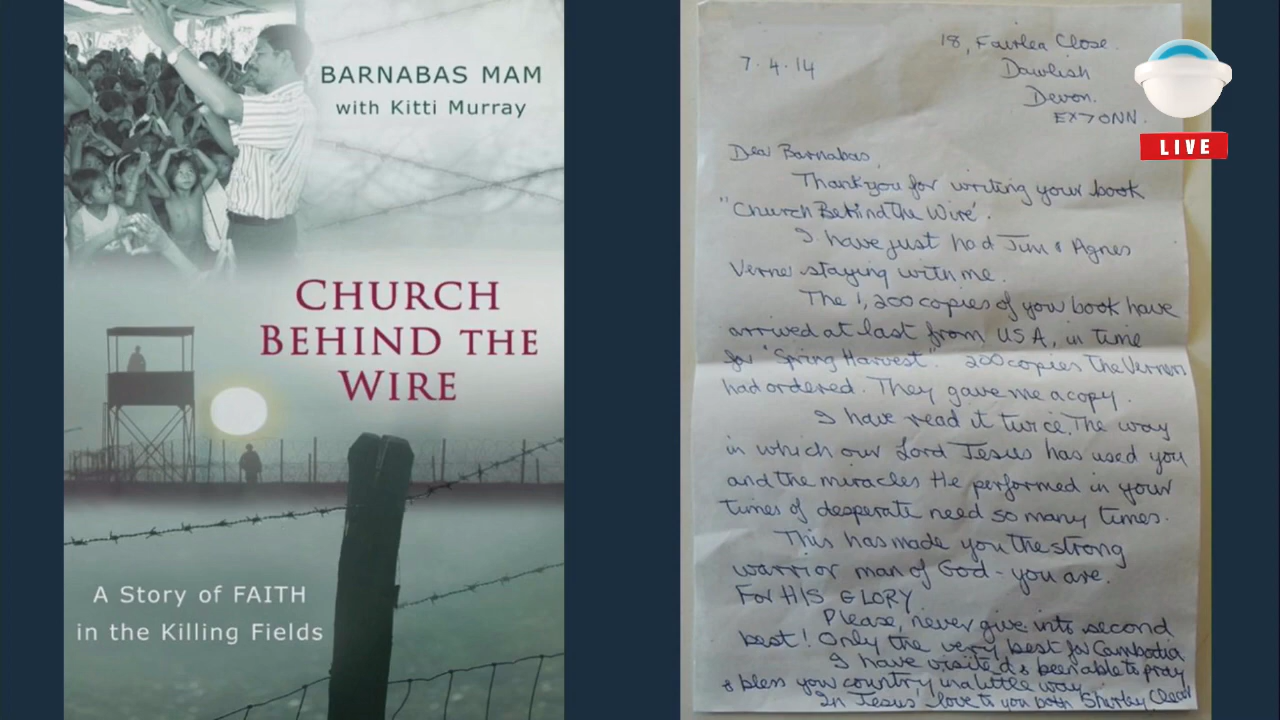 BARNABAS MAM
with Kitti Murray
CHURCH
BEHIND THE
WIRE
A Story of FAITH
in the Killing Fields
18, Fairlea Close.
7.4.14
Dawlish
Devon.
EX7 0NN.
LIVE
Dear Barnabas,
Thankyou for writing your book
"Church Behind the Wire'.
I have just had Jim & Agnes
Verner staying with me.
The 1,200 copies of your book have
arrived at last from USA, in time
for "Spring Harvest". 200 copies The Verners
had ordered. They gave me a copy.
I have read it twice. The way
in which our Lord Jesus has used you
and the miracles He performed in your
times of desperate need so many times.
This has made you the strong
warrior man of God - you are.
For HIS GLORY
Please, never give into second
best! Only the very best for Cambodia
I have visited & been able to pray
& bless your country in a little way.
In Jesus' love to you both Shirley